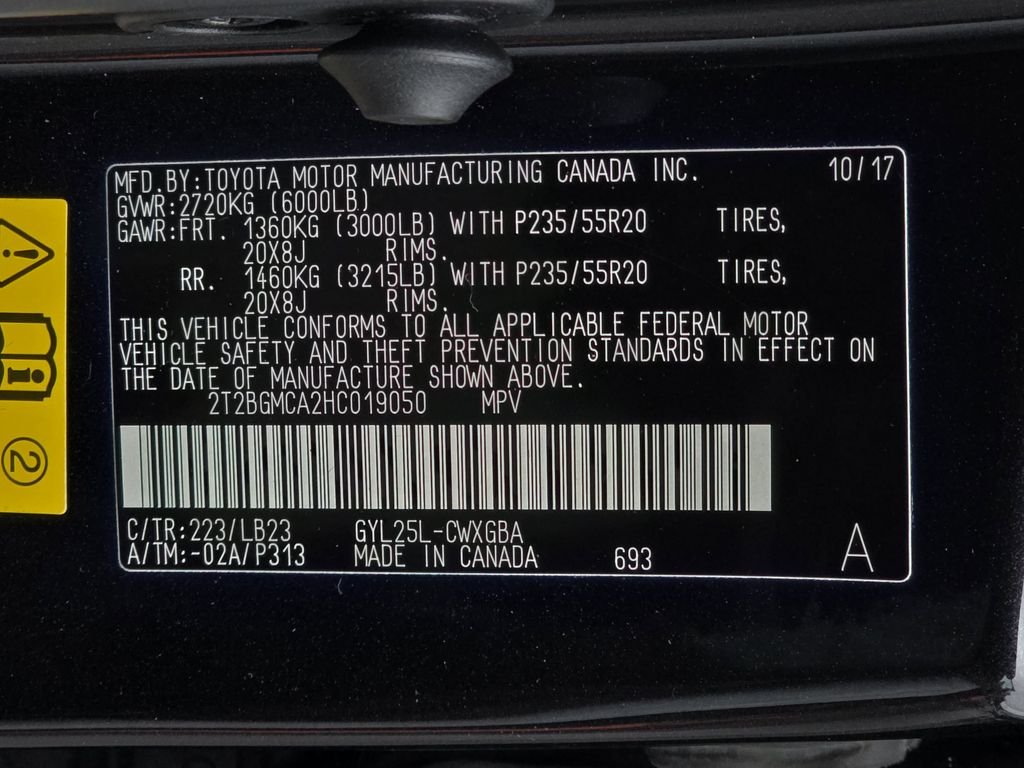 MFD.BY:TOYOTA MOTOR MANUFACTURING CANADA INC. 10/17
GVWR:2720KG (6000LB)
GAWR:FRT. 1360KG (3000LB) WITH P235/55R20 TIRES,
20X8J RIMS.
RR. 1460KG (3215LB) WITH P235/55R20 TIRES,
20X8J RIMS.
THIS VEHICLE CONFORMS TO ALL APPLICABLE FEDERAL MOTOR
VEHICLE SAFETY AND THEFT PREVENTION STANDARDS IN EFFECT ON
THE DATE OF MANUFACTURE SHOWN ABOVE.
2T2BGMCA2HC019050 MPV
C/TR:223/LB23 GYL25L-CWXGBA
A/TM:-02A/P313 MADE IN CANADA 693 A
2